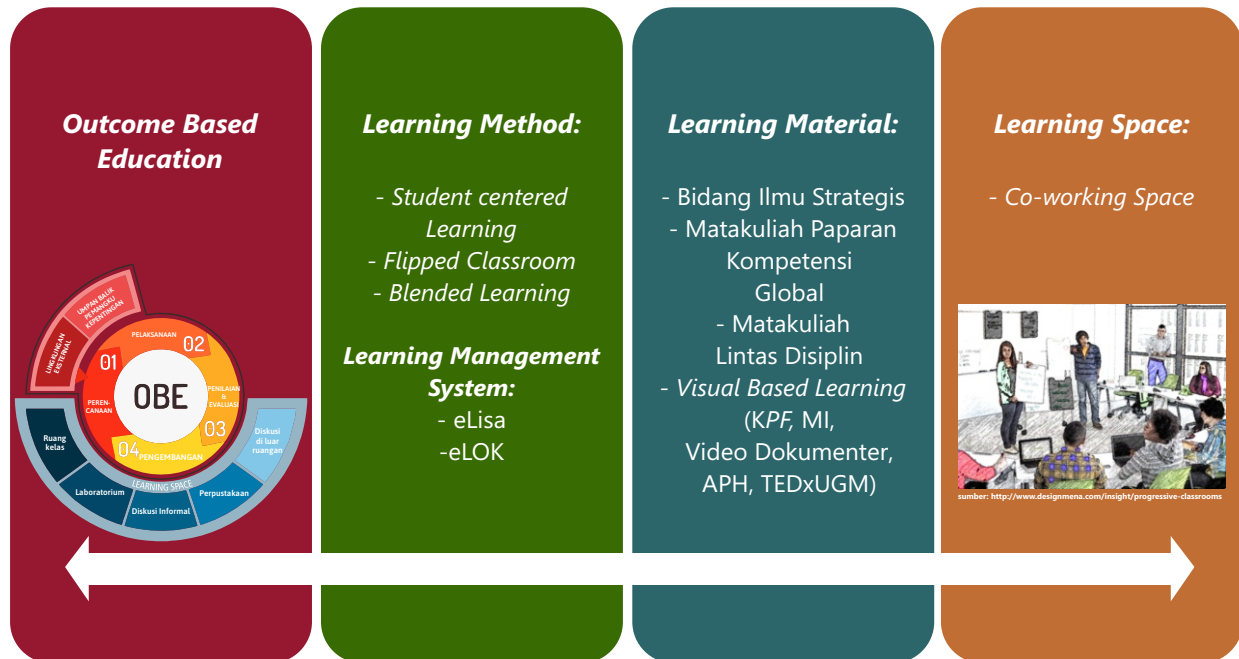 Outcome Based
Education
UMPAN BALIK
PEMANGKU
KEPENTINGAN
LINGKUNGAN
EKSTERNAL
PELAKSANAAN
01
02
OBE
PEREN-
CANAAN
PENILAIAN
&
EVALUASI
03
04
PENGEMBANGAN
LEARNING SPACE
Ruang
kelas
Laboratorium
Diskusi Informal
Perpustakaan
Diskusi
di luar
ruangan
Learning Method:
- Student centered
Learning
- Flipped Classroom
- Blended Learning
Learning Management
System:
- eLisa
-eLOK
Learning Material:
- Bidang Ilmu Strategis
- Matakuliah Paparan
Kompetensi
Global
- Matakuliah
Lintas Disiplin
- Visual Based Learning
(KPF, MI,
Video Dokumenter,
APH, TEDxUGM)
Learning Space:
- Co-working Space
sumber: http://www.designmena.com/insight/progressive-classrooms